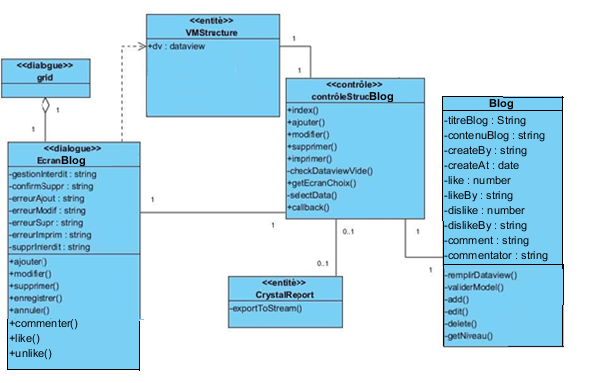 <<entité>>
VMStructure
+dv : dataview
1
1
<<dialogue>>
grid
1
1
<<dialogue>>
EcranBlog
-gestionInterdit : string
-confirmSuppr : string
-erreurAjout : string
-erreurModif : string
-erreurSupr : string
-erreurImprim : string
-supprInterdit : string
+ajouter()
+modifier()
+supprimer()
+enregistrer()
+annuler()
+commenter()
+like()
+unlike()
1
1
<<contrôle>>
contrôleStrucBlog
+index()
+ajouter()
+modifier()
+supprimer()
+imprimer()
-checkDataviewVide()
+getEcranChoix()
-selectData()
+callback()
0..1
0..1
<<entité>>
CrystalReport
-exportToStream()
1
1
Blog
-titreBlog : String
-contenuBlog : string
-createBy : string
-createAt : date
-like : number
-likeBy : string
-dislike : number
-dislikeBy : string
-comment : string
-commentator : string
-remplirDataview()
-validerModel()
-add()
-edit()
-delete()
-getNiveau()